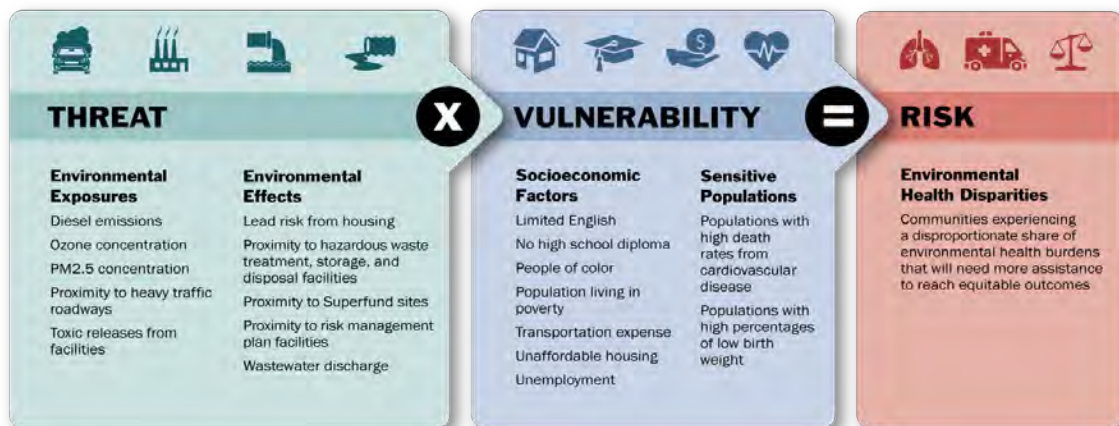 THREAT
X
VULNERABILITY
=
RISK
Environmental
Exposures
Diesel emissions
Ozone concentration
PM2.5 concentration
Proximity to heavy traffic
roadways
Toxic releases from
facilities
Environmental
Effects
Lead risk from housing
Proximity to hazardous waste
treatment, storage, and
disposal facilities
Proximity to Superfund sites
Proximity to risk management
plan facilities
Wastewater discharge
Socioeconomic
Factors
Limited English
No high school diploma
People of color
Population living in
poverty
Transportation expense
Unaffordable housing
Unemployment
Sensitive
Populations
Populations with
high death
rates from
cardiovascular
disease
Populations with
high percentages
of low birth
weight
Environmental
Health Disparities
Communities experiencing
a disproportionate share of
environmental health burdens
that will need more assistance
to reach equitable outcomes
$